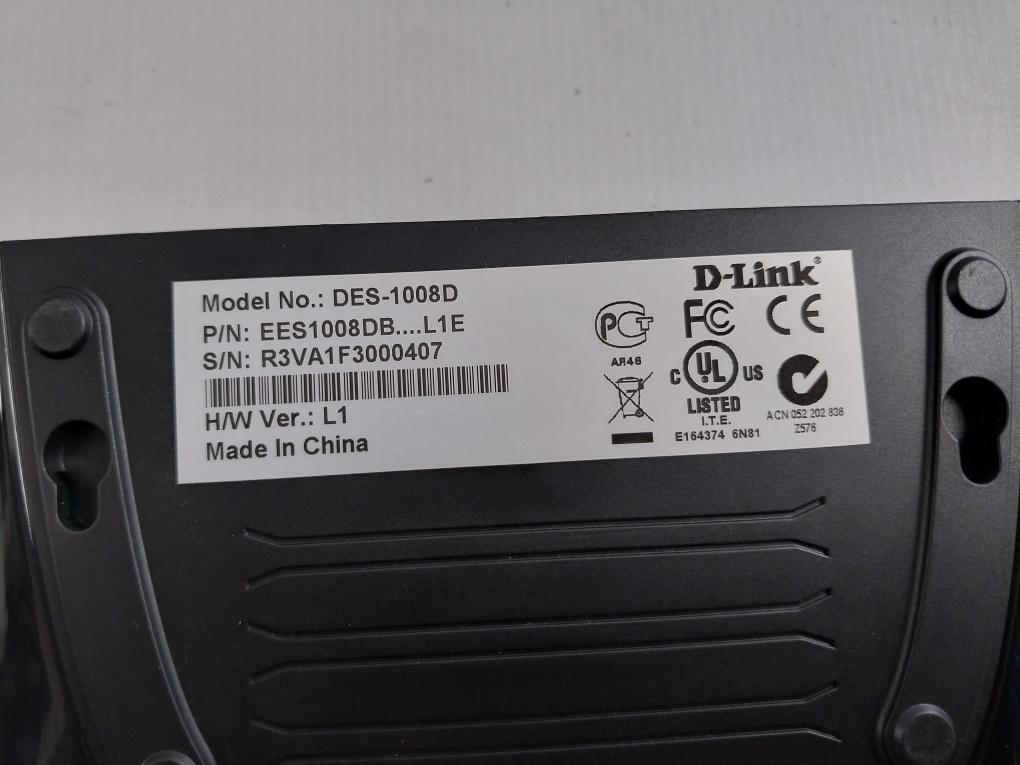 Model No.: DES-1008D
P/N: EES1008DB....L1E
S/N: R3VA1F3000407
H/W Ver.: L1
Made In China
D-Link®
PCT
АЯ46
FC CE
C UL US
LISTED
I.T.E.
E164374 6N81
ACN 052 202 838
Z576